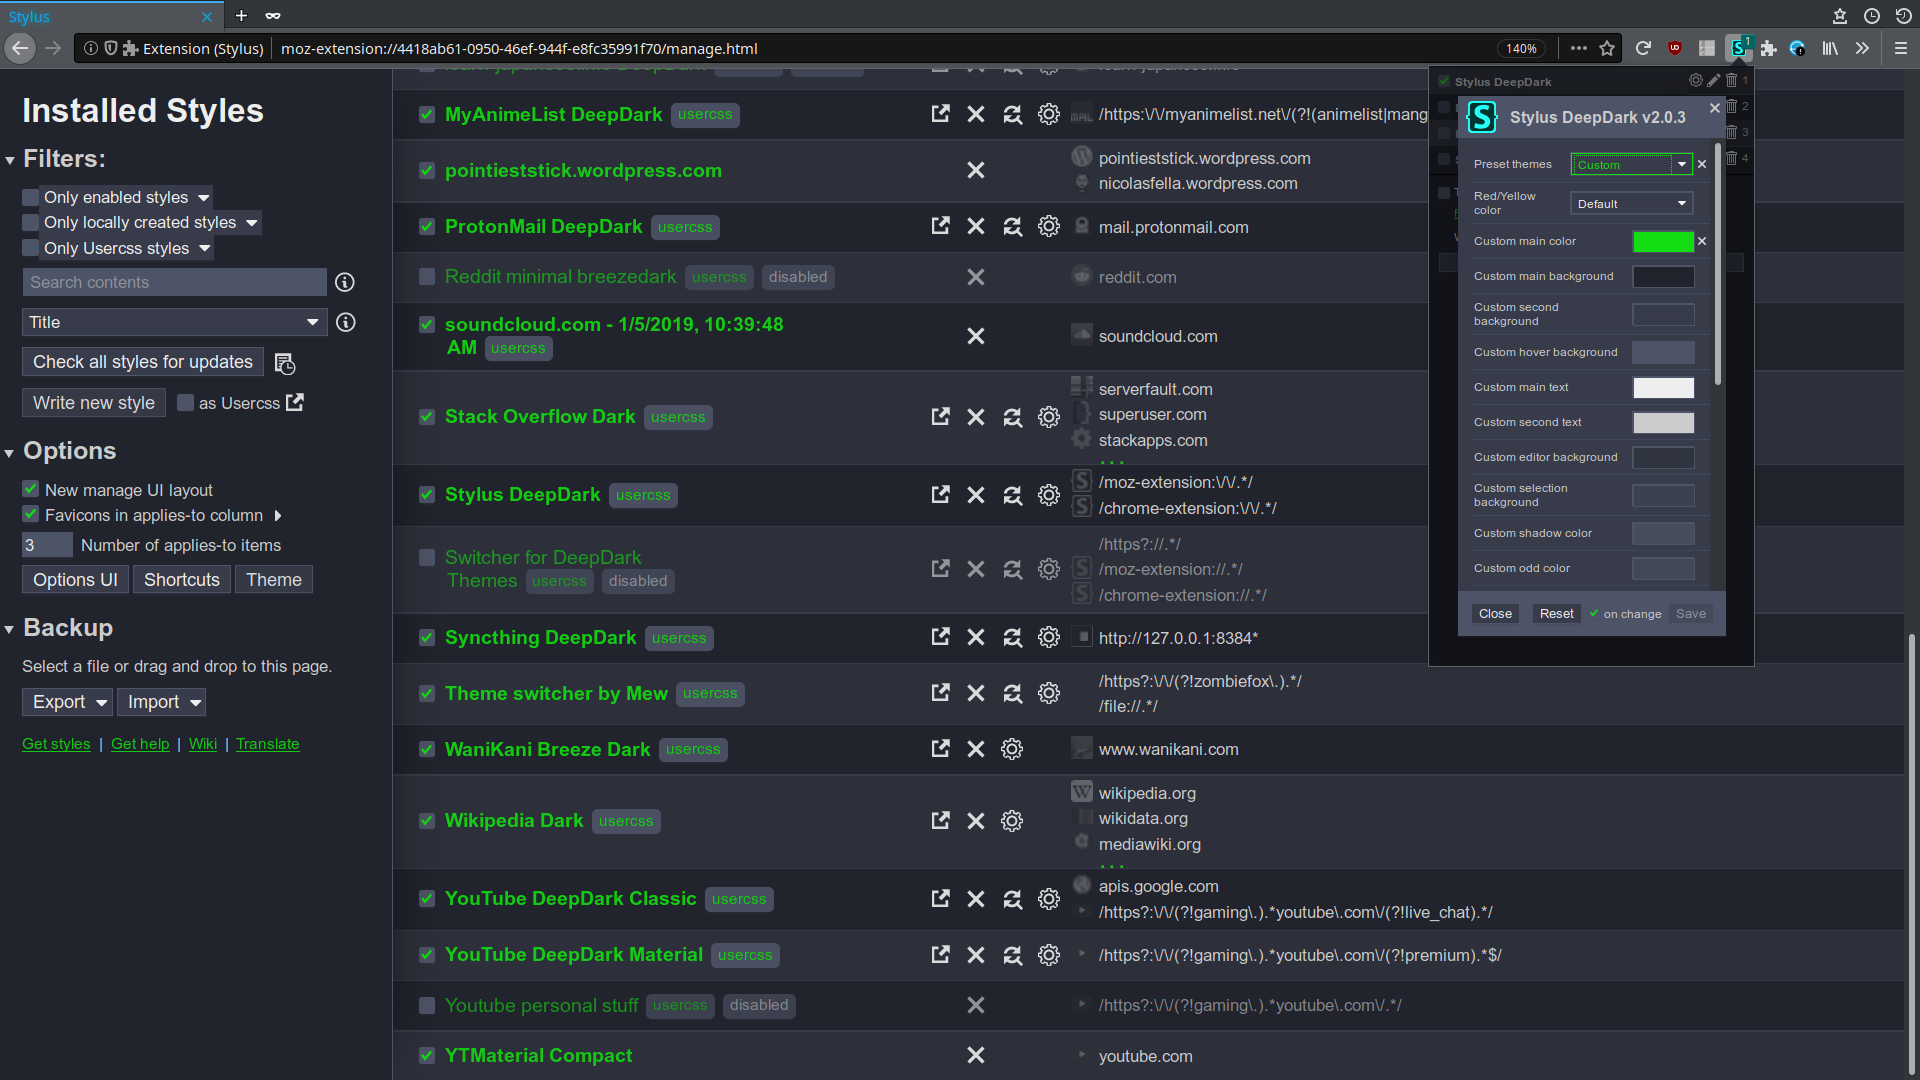 Stylus
Extension (Stylus)
moz-extension://4418ab61-0950-46ef-944f-e8fc35991f70/manage.html
140%
1
Installed Styles
Filters:
Only enabled styles
Only locally created styles
Only Usercss styles
Search contents
Title
Check all styles for updates
Write new style
as Usercss
Options
New manage UI layout
Favicons in applies-to column
3 Number of applies-to items
Options UI Shortcuts Theme
Backup
Select a file or drag and drop to this page.
Export Import
Get styles | Get help | Wiki | Translate
MyAnimeList DeepDark usercss
/https:\/\/myanimelist.net\/(?!(animelist|mang
pointieststick.wordpress.com
pointieststick.wordpress.com
nicolasfella.wordpress.com
ProtonMail DeepDark usercss
mail.protonmail.com
Reddit minimal breezedark usercss disabled
reddit.com
soundcloud.com - 1/5/2019, 10:39:48
AM usercss
soundcloud.com
Stack Overflow Dark usercss
serverfault.com
superuser.com
stackapps.com
...
Stylus DeepDark usercss
/moz-extension:\/\/.*/
/chrome-extension:\/\/.*/
Switcher for DeepDark
Themes usercss disabled
/https?://.*/
/moz-extension://.*/
/chrome-extension://.*/
Syncthing DeepDark usercss
http://127.0.0.1:8384*
Theme switcher by Mew usercss
/https?:\/\/(?!zombiefox\.).*/
/file://.*/
WaniKani Breeze Dark usercss
www.wanikani.com
Wikipedia Dark usercss
wikipedia.org
wikidata.org
mediawiki.org
...
YouTube DeepDark Classic usercss
apis.google.com
/https?:\/\/(?!gaming\.).*youtube\.com\/(?!live_chat).*/
YouTube DeepDark Material usercss
/https?:\/\/(?!gaming\.).*youtube\.com\/(?!premium).*$/
Youtube personal stuff usercss disabled
/https?:\/\/(?!gaming\.).*youtube\.com\/.*/
YTMaterial Compact
youtube.com
Stylus DeepDark
1
2
3
4
Stylus DeepDark v2.0.3
Preset themes Custom
Red/Yellow
color
Default
Custom main color
Custom main background
Custom second
background
Custom hover background
Custom main text
Custom second text
Custom editor background
Custom selection
background
Custom shadow color
Custom odd color
Close Reset on change Save